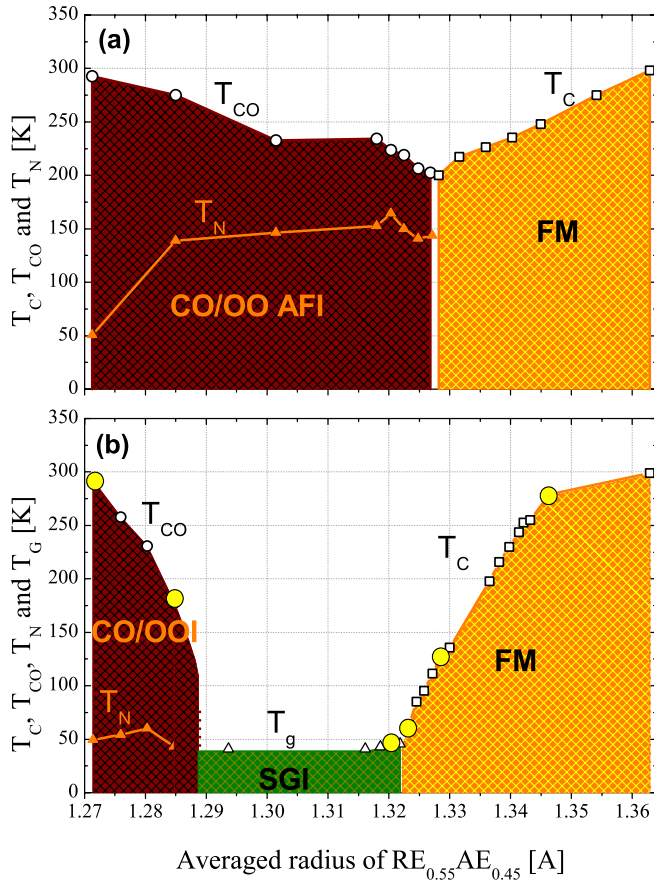 (a)
350
300
250
200
150
100
50
0
T_C, T_CO and T_N [K]
T_CO
T_C
T_N
FM
CO/OO AFI
(b)
350
300
250
200
150
100
50
0
T_C, T_CO, T_N and T_G [K]
T_CO
T_C
CO/OOI
FM
T_N
T_g
SGI
1.27 1.28 1.29 1.30 1.31 1.32 1.33 1.34 1.35 1.36
Averaged radius of RE_0.55AE_0.45 [A]